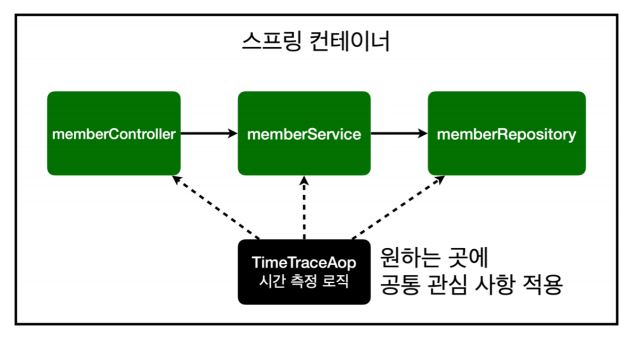 스프링 컨테이너
memberController
memberService
memberRepository
TimeTraceAop
시간 측정 로직
원하는 곳에
공통 관심 사항 적용